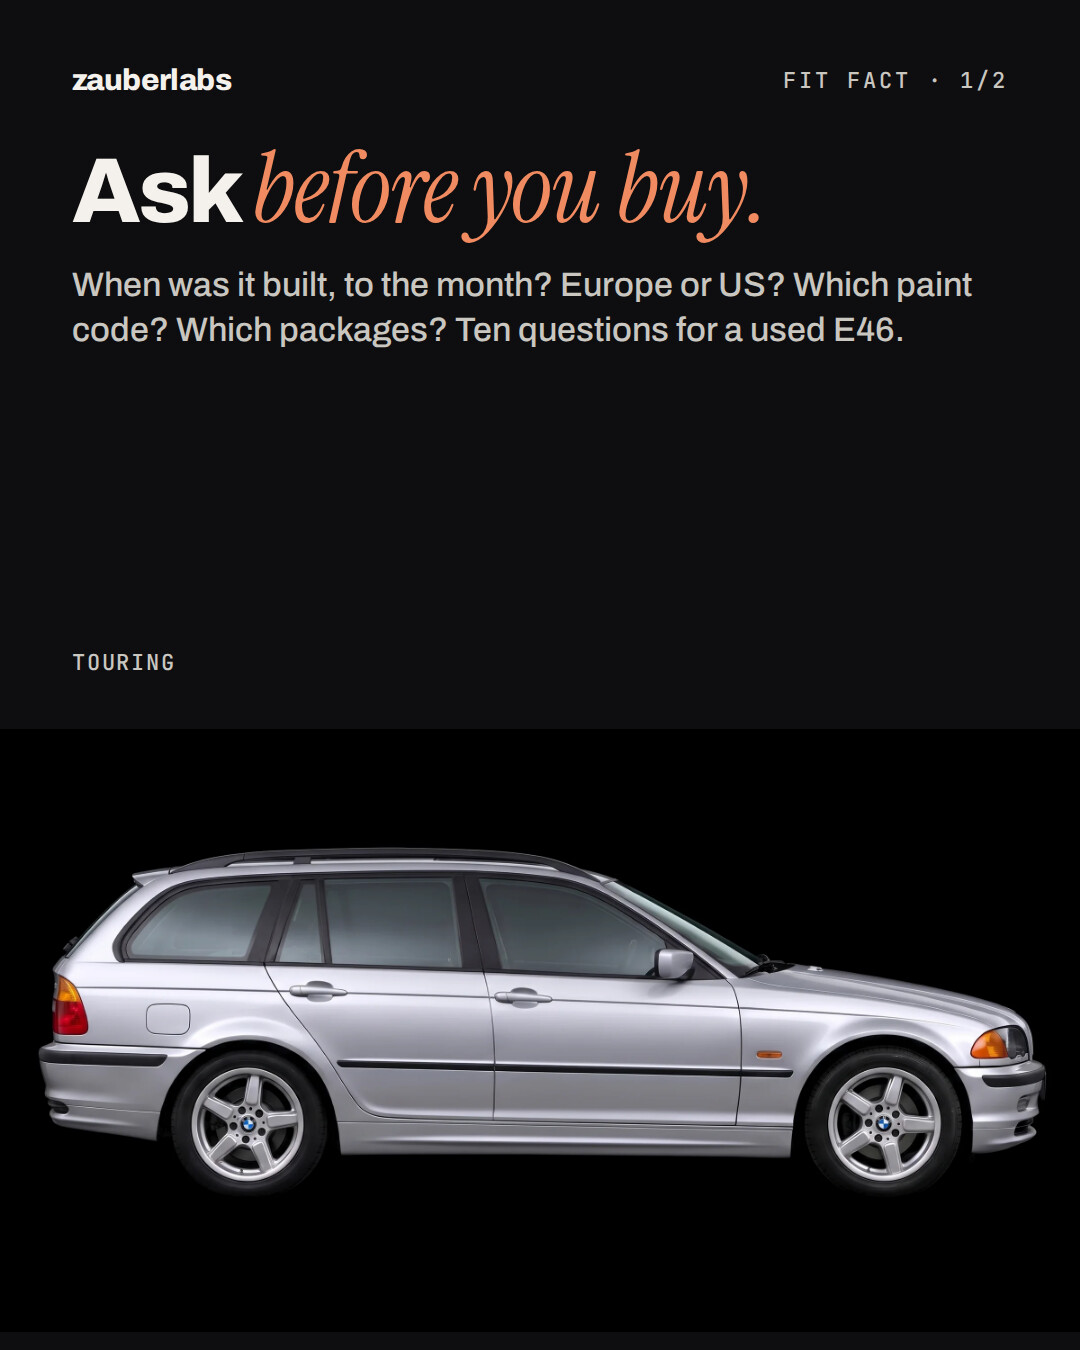 zauberlabs
FIT FACT · 1/2
Ask before you buy.
When was it built, to the month? Europe or US? Which paint
code? Which packages? Ten questions for a used E46.
TOURING